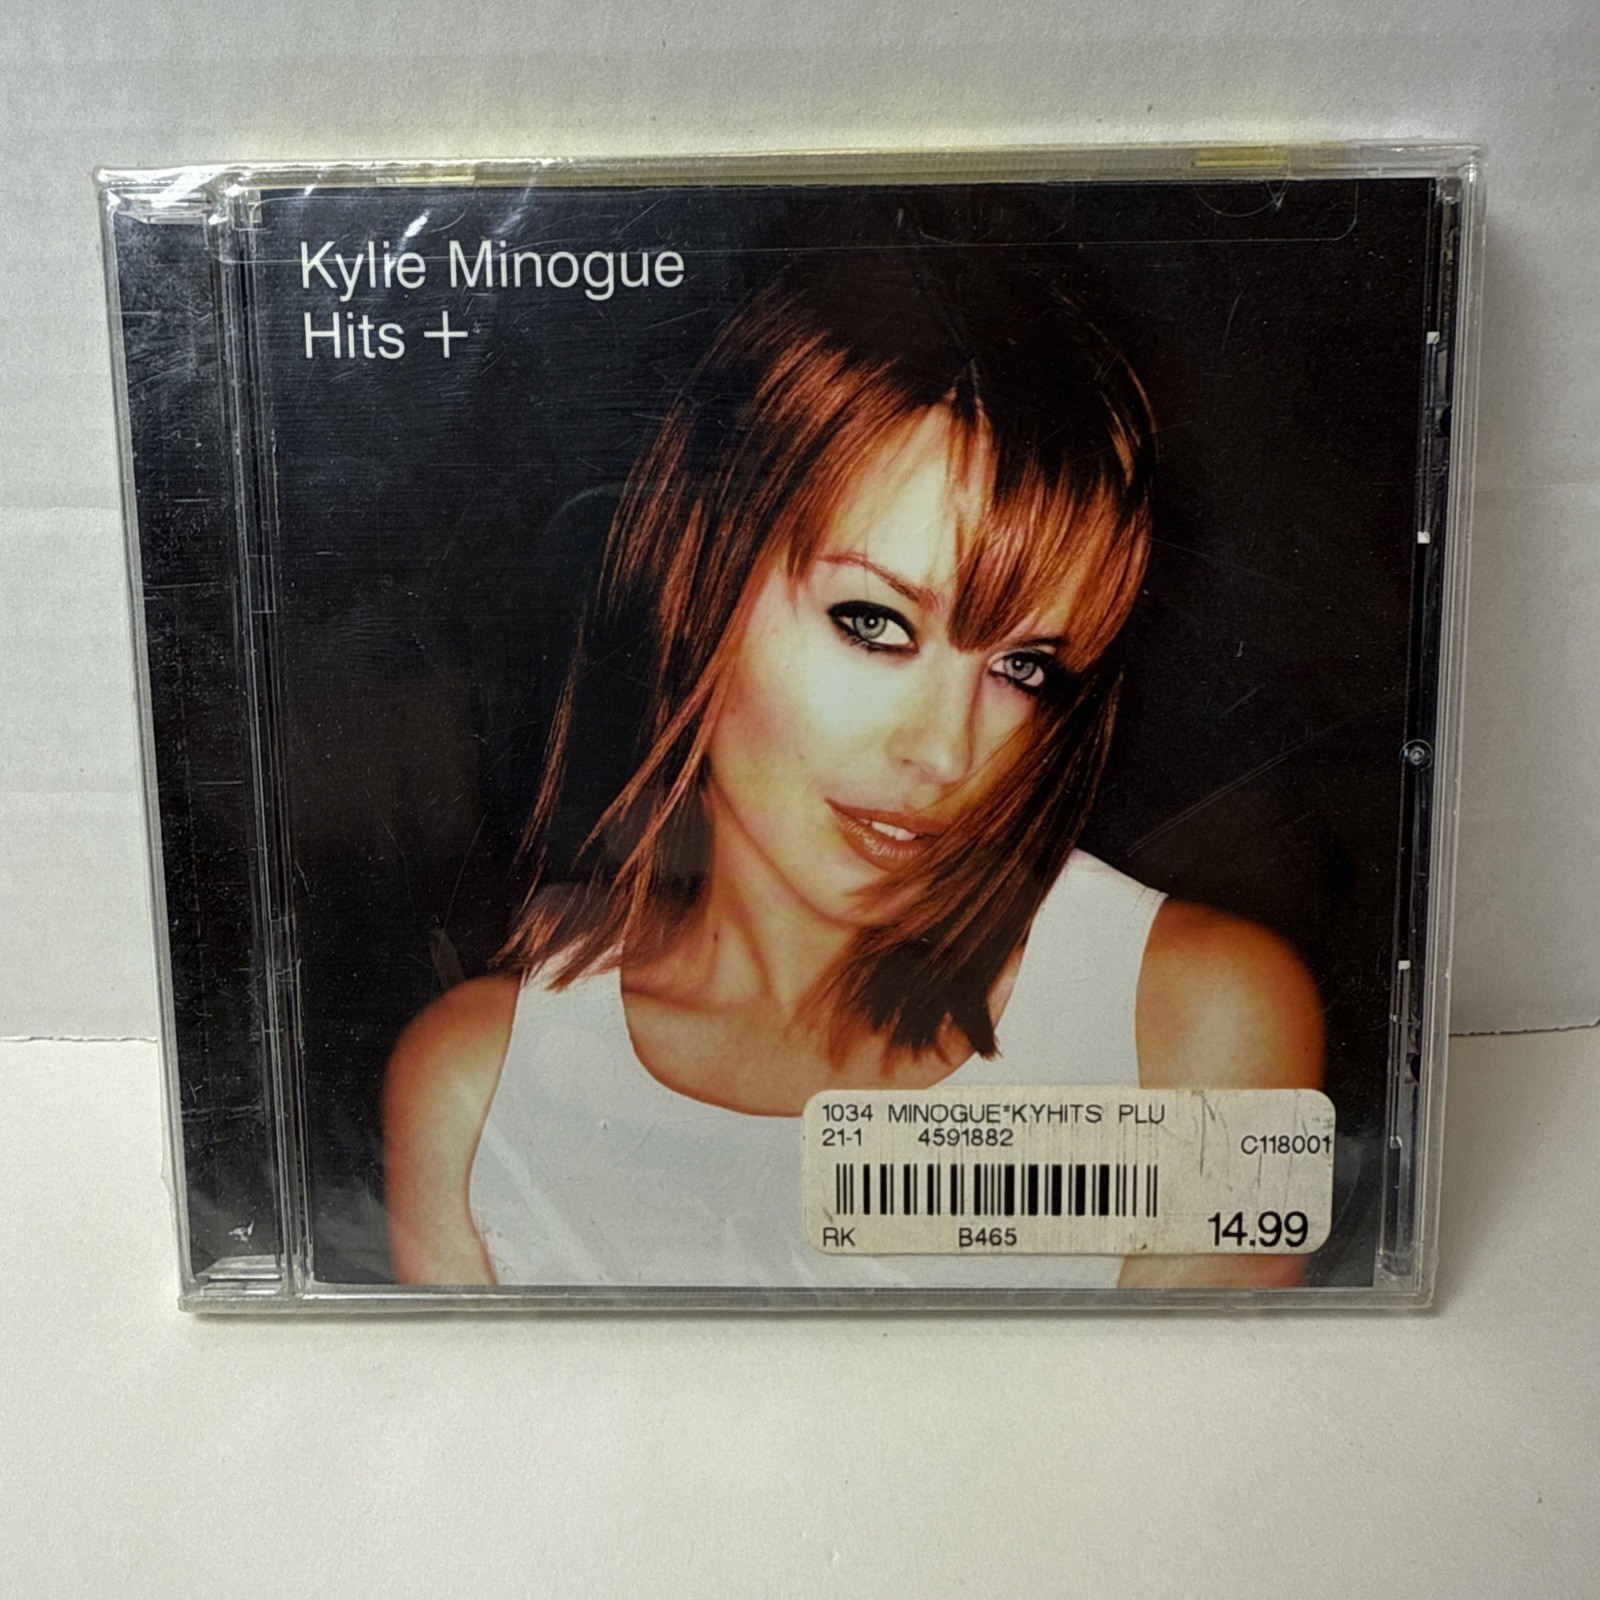 Kylie Minogue
Hits +
1034 MINOGUE*KYHITS PLU
21-1 4591882 C118001
RK B465 14.99